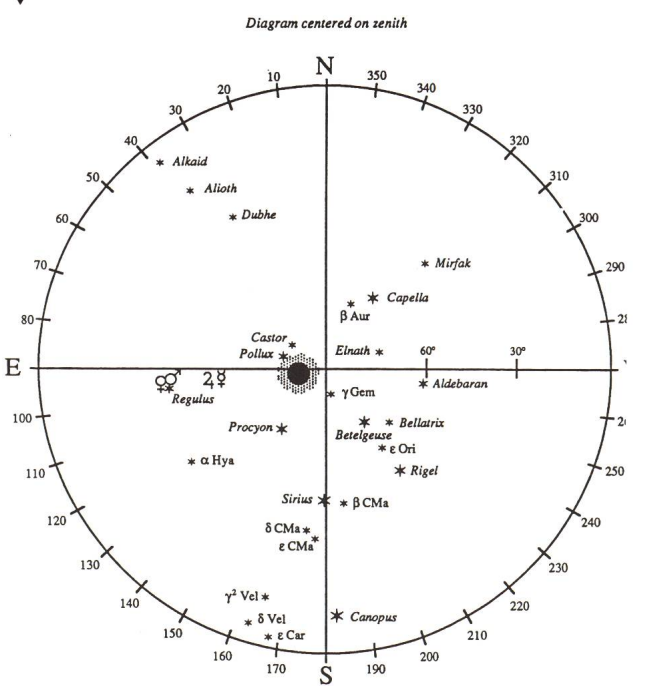 Diagram centered on zenith
N
10
350
20
340
30
330
40
320
Alkaid
50
310
Alioth
60
Dubhe
300
70
Mirfak
290
Capella
β Aur
80
Castor
Elnath
Pollux
60°
30°
E
Aldebaran
♀♂
♃☿
γ Gem
Regulus
100
Procyon
Bellatrix
Betelgeuse
ε Ori
α Hya
110
Rigel
250
Sirius
β CMa
120
240
δ CMa
ε CMa
130
230
140
γ² Vel
220
δ Vel
Canopus
150
ε Car
210
160
200
170
190
S